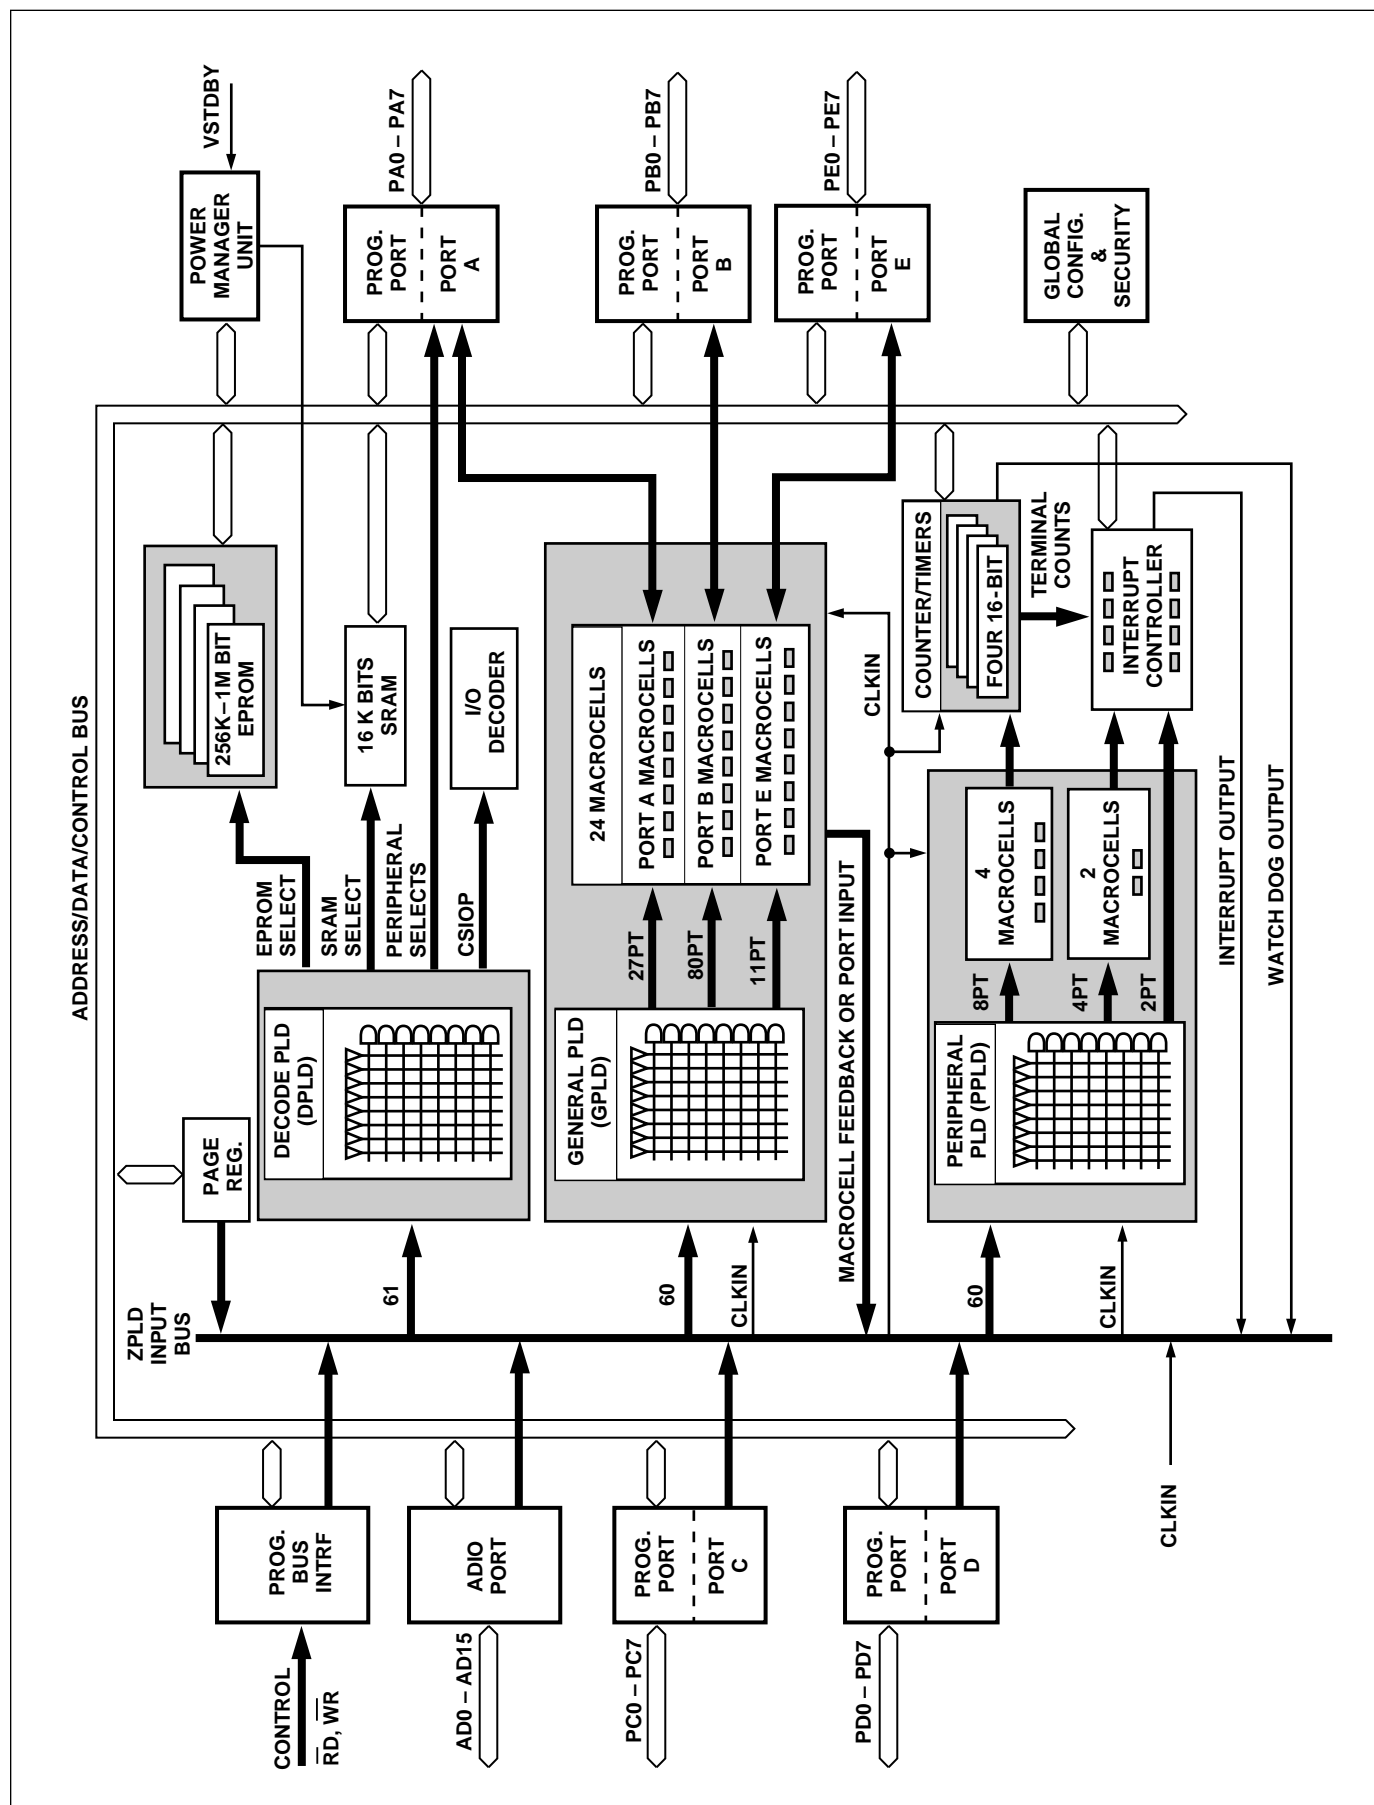 ADDRESS/DATA/CONTROL BUS
CONTROL
RD, WR
PROG.
BUS
INTRF
AD0 – AD15
ADIO
PORT
PC0 – PC7
PROG.
PORT
PORT
C
PD0 – PD7
PROG.
PORT
PORT
D
CLKIN
ZPLD
INPUT
BUS
PAGE
REG.
61
DECODE PLD
(DPLD)
EPROM
SELECT
SRAM
SELECT
PERIPHERAL
SELECTS
CSIOP
256K–1M BIT
EPROM
16 K BITS
SRAM
I/O
DECODER
POWER
MANAGER
UNIT
VSTDBY
PROG.
PORT
PORT
A
PA0 – PA7
60
CLKIN
GENERAL PLD
(GPLD)
27PT
80PT
11PT
24 MACROCELLS
PORT A MACROCELLS
PORT B MACROCELLS
PORT E MACROCELLS
PROG.
PORT
PORT
B
PB0 – PB7
PROG.
PORT
PORT
E
PE0 – PE7
MACROCELL FEEDBACK OR PORT INPUT
CLKIN
60
CLKIN
PERIPHERAL
PLD (PPLD)
8PT
4PT
2PT
4
MACROCELLS
2
MACROCELLS
COUNTER/TIMERS
FOUR 16-BIT
TERMINAL
COUNTS
INTERRUPT
CONTROLLER
GLOBAL
CONFIG.
&
SECURITY
INTERRUPT OUTPUT
WATCH DOG OUTPUT